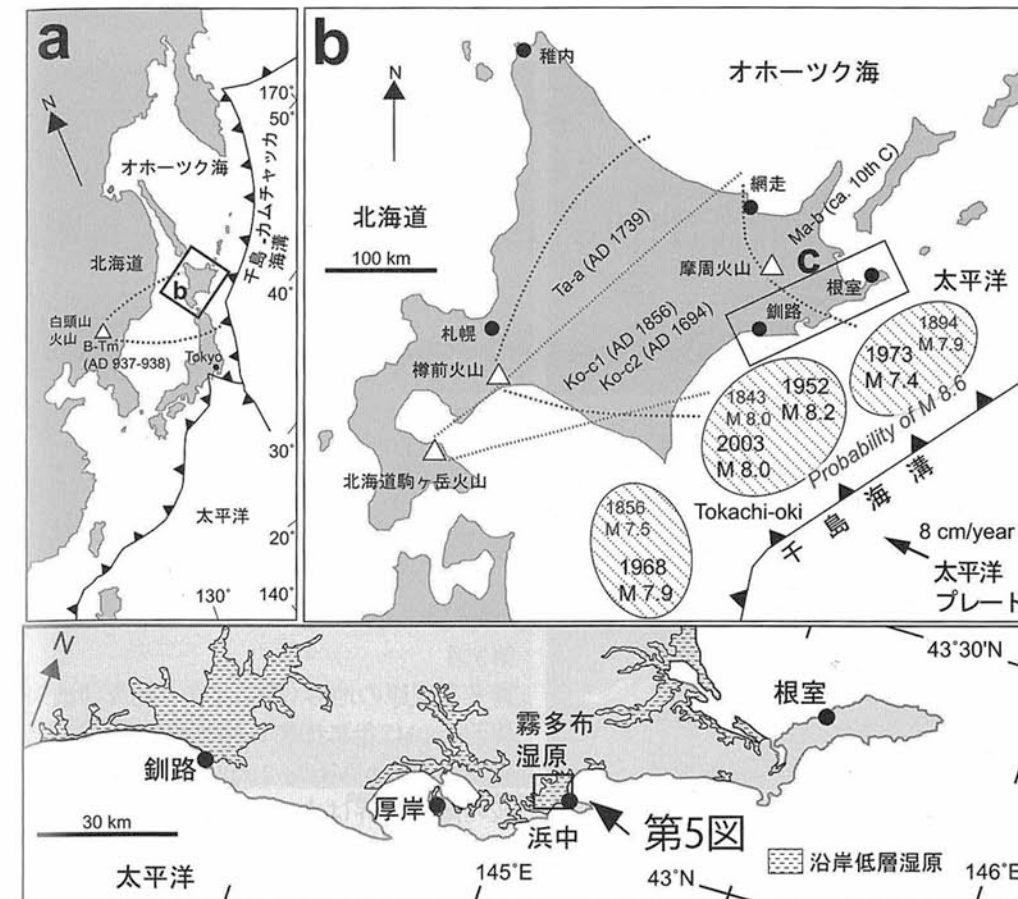 a
N
オホーツク海
170°
50°
千島-カムチャッカ
海溝
北海道
b
40°
白頭山
火山
B-Tm
(AD 937-938)
Tokyo
30°
太平洋
20°
130°
140°
b
稚内
オホーツク海
N
網走
北海道
Ta-a (AD 1739)
Ma-b (ca. 10th C)
100 km
摩周火山
C
根室
太平洋
釧路
札幌
Ko-c1 (AD 1856)
Ko-c2 (AD 1694)
樽前火山
1894
M 7.9
1973
M 7.4
1843
M 8.0
1952
M 8.2
2003
M 8.0
Probability of M 8.6
北海道駒ヶ岳火山
Tokachi-oki
千島海溝
1856
M 7.5
1968
M 7.9
8 cm/year
太平洋
プレート
N
43°30'N
根室
霧多布
湿原
釧路
厚岸
30 km
浜中
第5図
沿岸低層湿原
太平洋
145°E
43°N
146°E